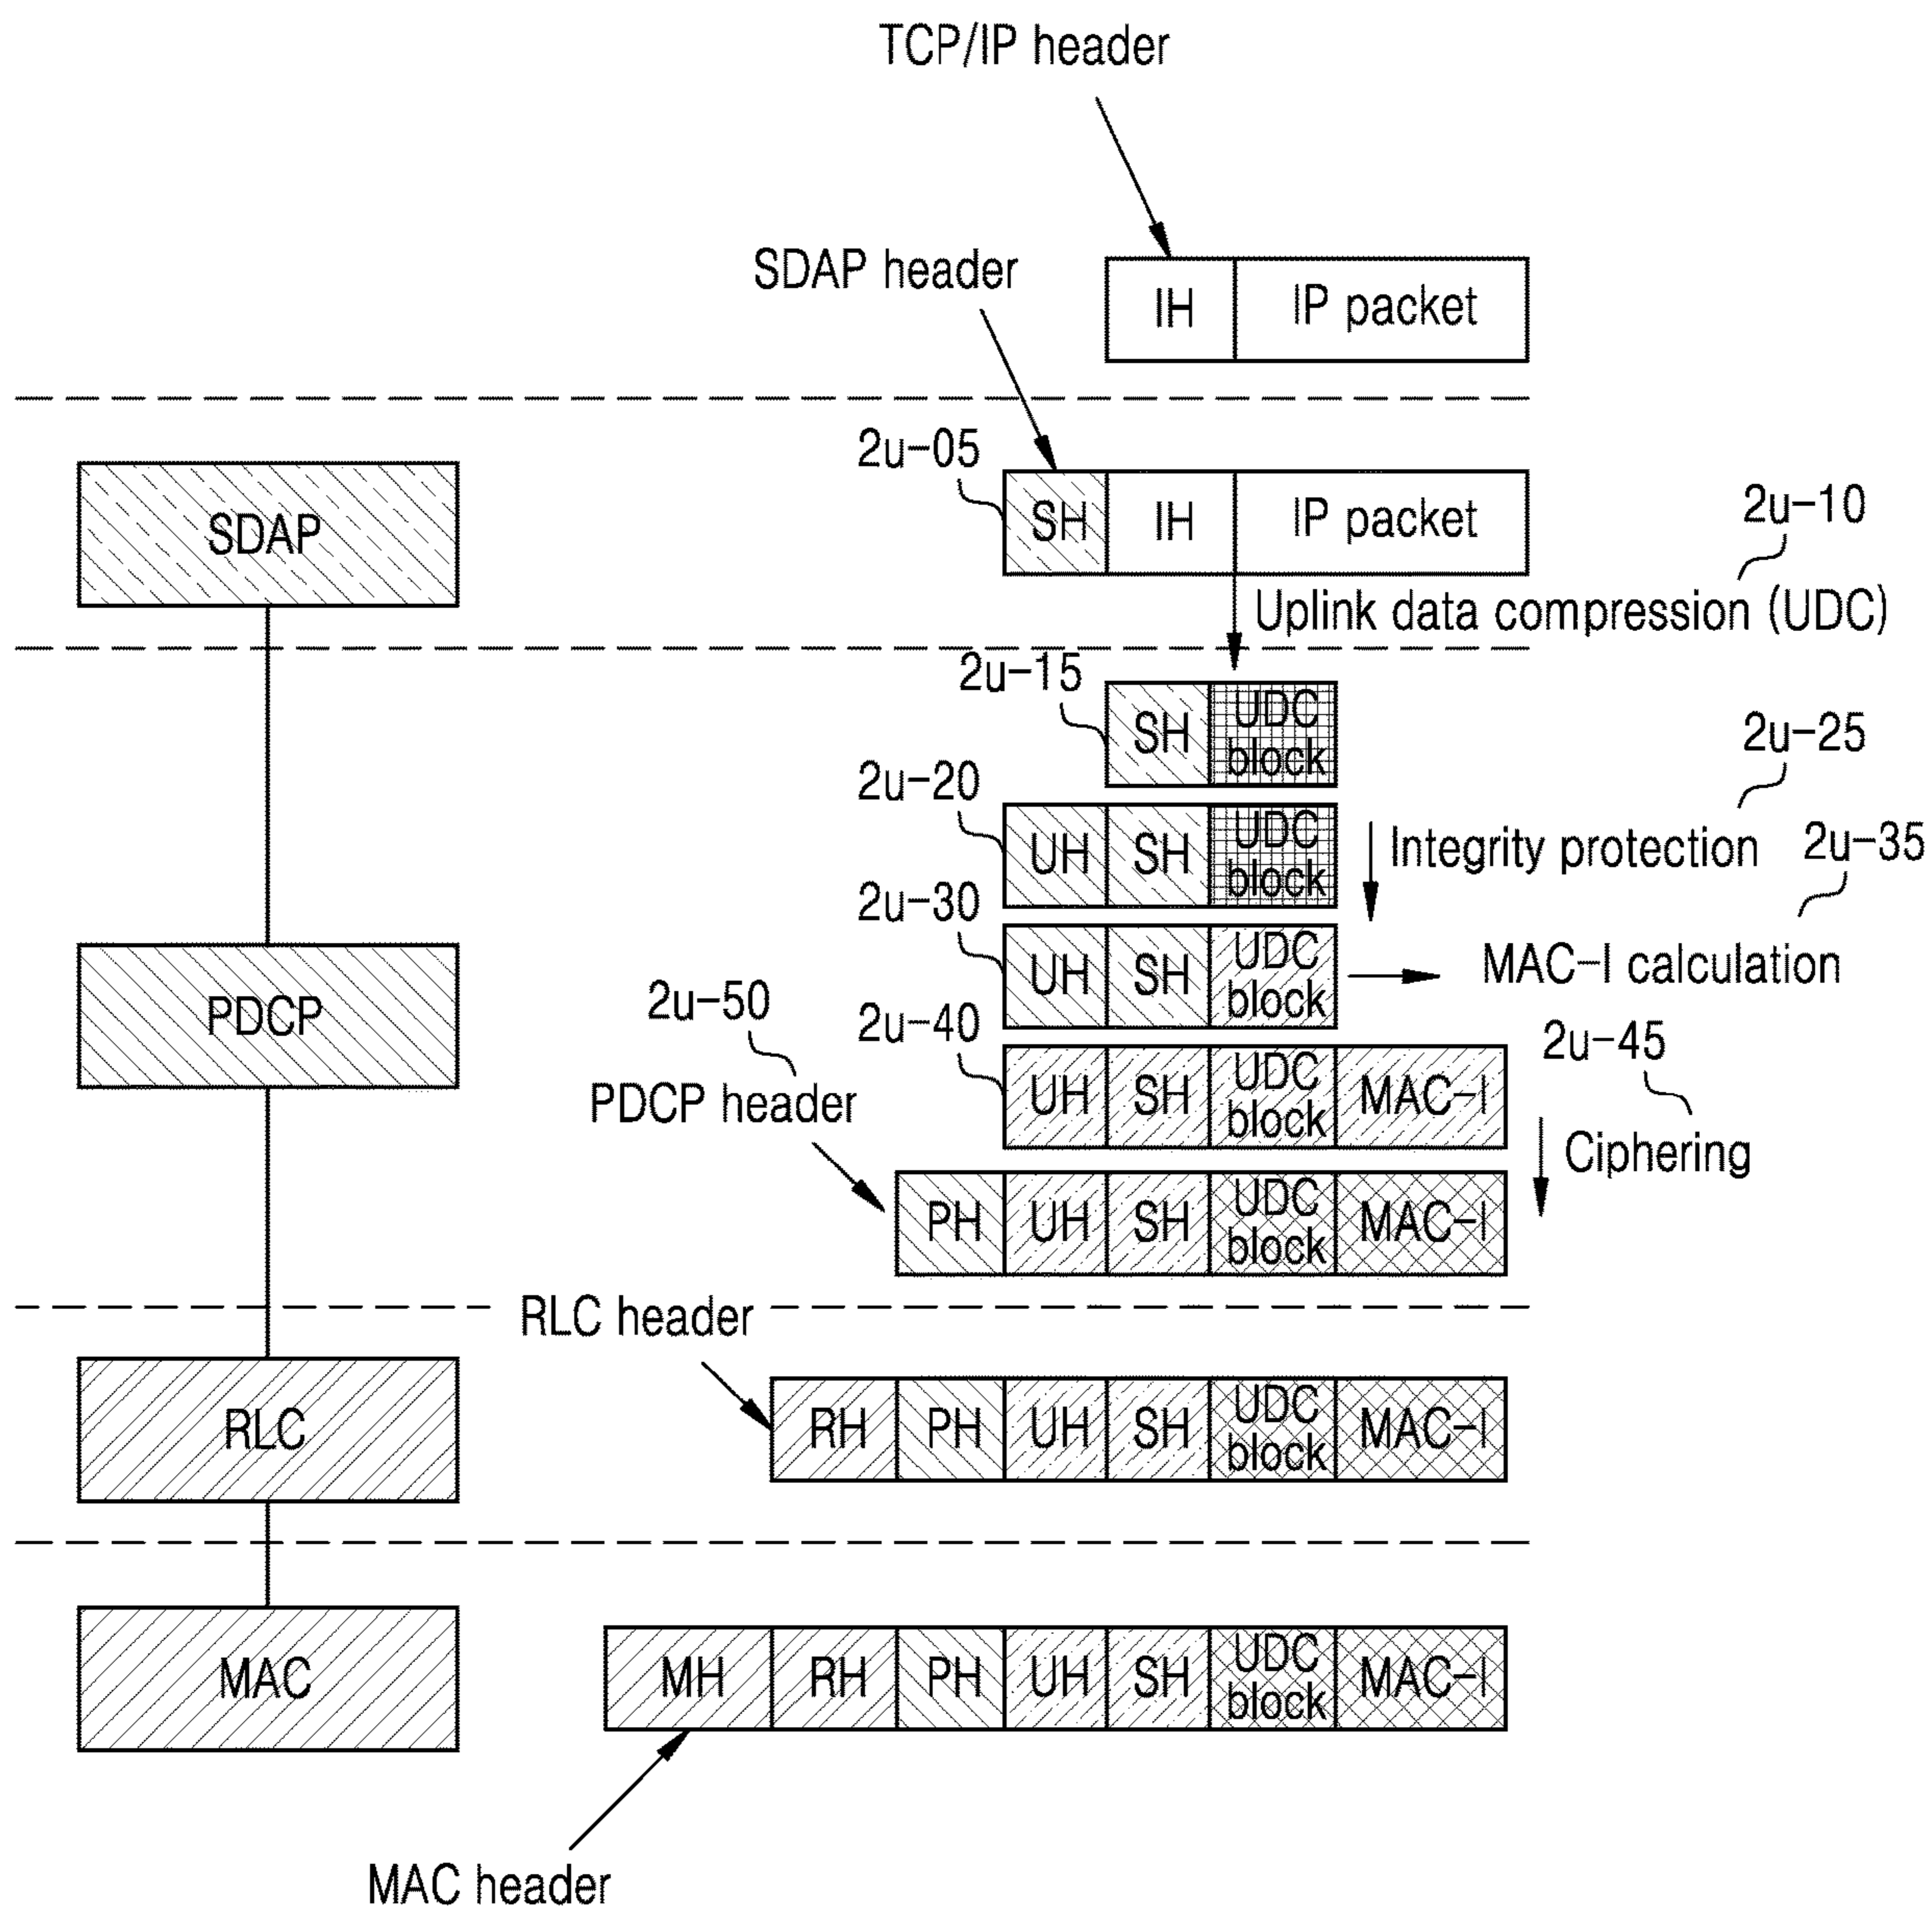 TCP/IP header
IH IP packet
SDAP header
2u-05
SDAP
SH IH IP packet
2u-10
Uplink data compression (UDC)
2u-15
SH UDC block
2u-20
UH SH UDC block
2u-25
Integrity protection
2u-30
UH SH UDC block
2u-35
MAC-I calculation
PDCP
2u-40
UH SH UDC block MAC-I
2u-45
Ciphering
2u-50
PDCP header
PH UH SH UDC block MAC-I
RLC header
RLC
RH PH UH SH UDC block MAC-I
MAC
MH RH PH UH SH UDC block MAC-I
MAC header